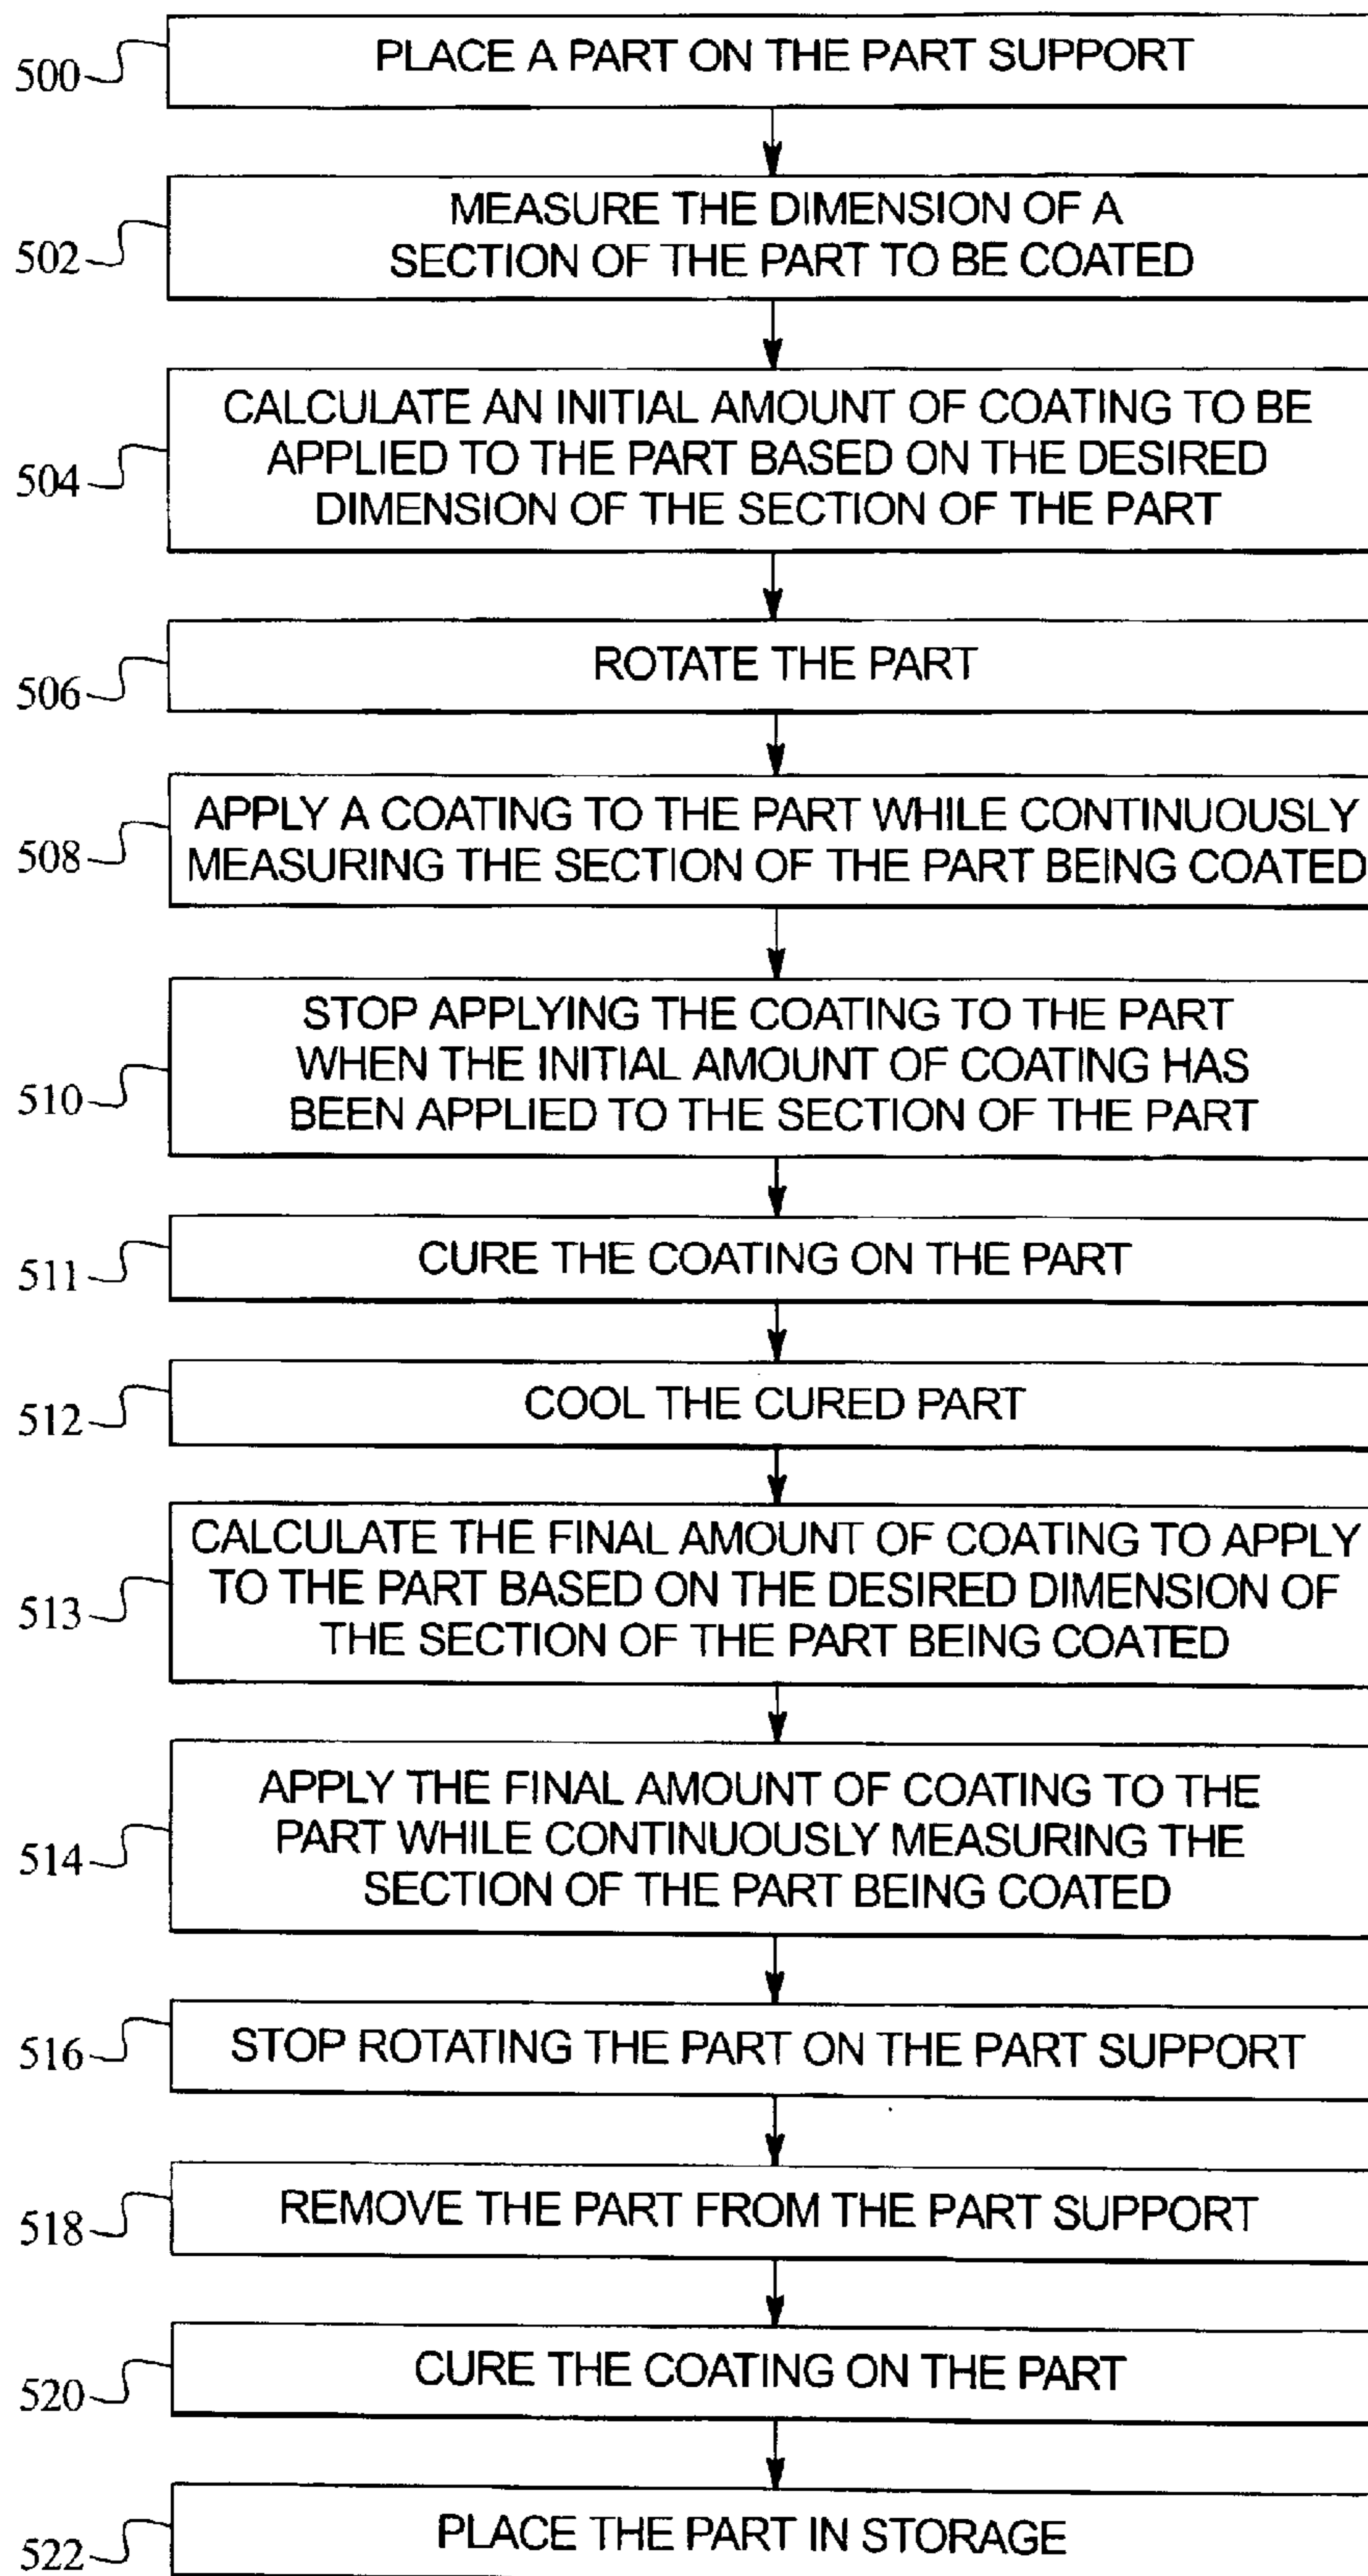 500
PLACE A PART ON THE PART SUPPORT
502
MEASURE THE DIMENSION OF A
SECTION OF THE PART TO BE COATED
504
CALCULATE AN INITIAL AMOUNT OF COATING TO BE
APPLIED TO THE PART BASED ON THE DESIRED
DIMENSION OF THE SECTION OF THE PART
506
ROTATE THE PART
508
APPLY A COATING TO THE PART WHILE CONTINUOUSLY
MEASURING THE SECTION OF THE PART BEING COATED
510
STOP APPLYING THE COATING TO THE PART
WHEN THE INITIAL AMOUNT OF COATING HAS
BEEN APPLIED TO THE SECTION OF THE PART
511
CURE THE COATING ON THE PART
512
COOL THE CURED PART
513
CALCULATE THE FINAL AMOUNT OF COATING TO APPLY
TO THE PART BASED ON THE DESIRED DIMENSION OF
THE SECTION OF THE PART BEING COATED
514
APPLY THE FINAL AMOUNT OF COATING TO THE
PART WHILE CONTINUOUSLY MEASURING THE
SECTION OF THE PART BEING COATED
516
STOP ROTATING THE PART ON THE PART SUPPORT
518
REMOVE THE PART FROM THE PART SUPPORT
520
CURE THE COATING ON THE PART
522
PLACE THE PART IN STORAGE